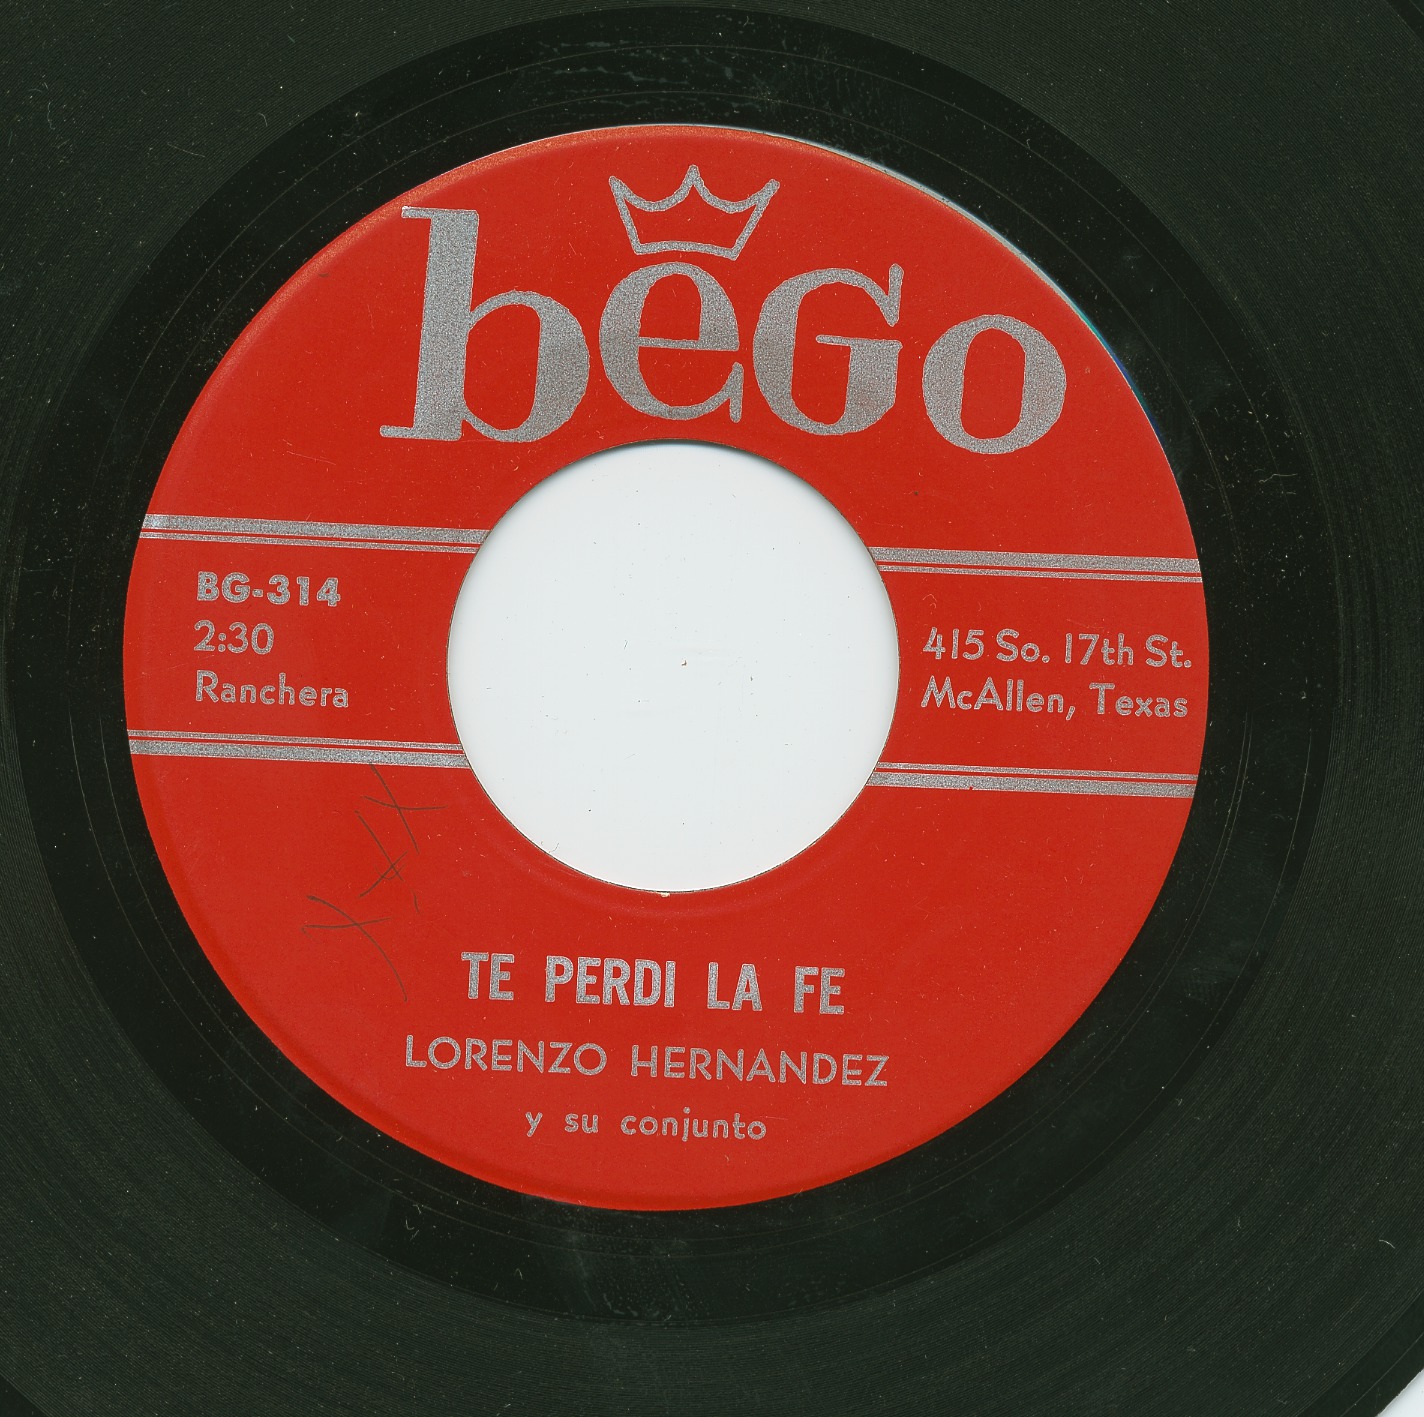 beGo
BG-314
2:30
Ranchera
415 So. 17th St.
McAllen, Texas
TE PERDI LA FE
LORENZO HERNANDEZ
y su conjunto